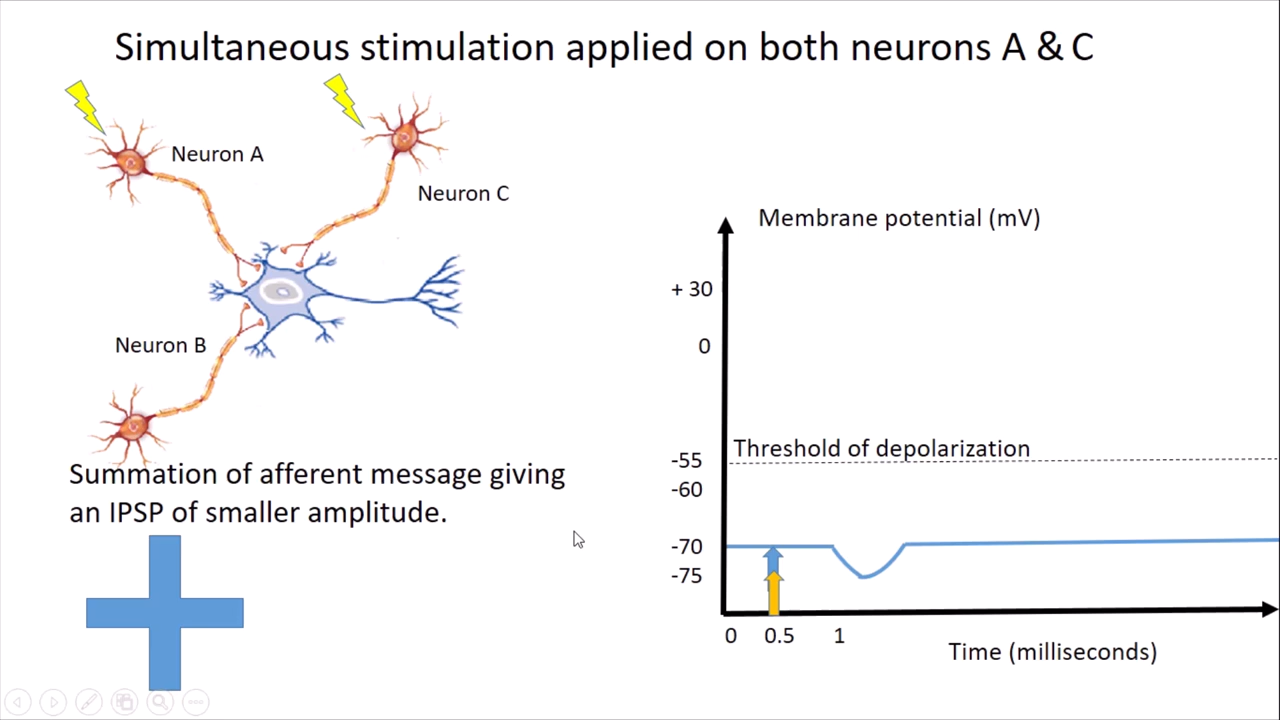 Simultaneous stimulation applied on both neurons A & C
Neuron A
Neuron C
Neuron B
Summation of afferent message giving
an IPSP of smaller amplitude.
Membrane potential (mV)
+ 30
0
Threshold of depolarization
-55
-60
-70
-75
0 0.5 1
Time (milliseconds)